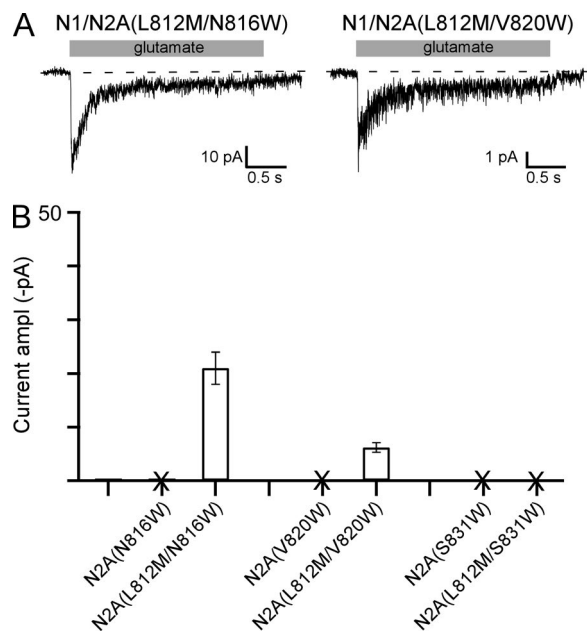 A
N1/N2A(L812M/N816W)
N1/N2A(L812M/V820W)
glutamate
glutamate
10 pA
0.5 s
1 pA
0.5 s
B
50
Current ampl (-pA)
N2A(N816W)
N2A(L812M/N816W)
N2A(V820W)
N2A(L812M/V820W)
N2A(S831W)
N2A(L812M/S831W)